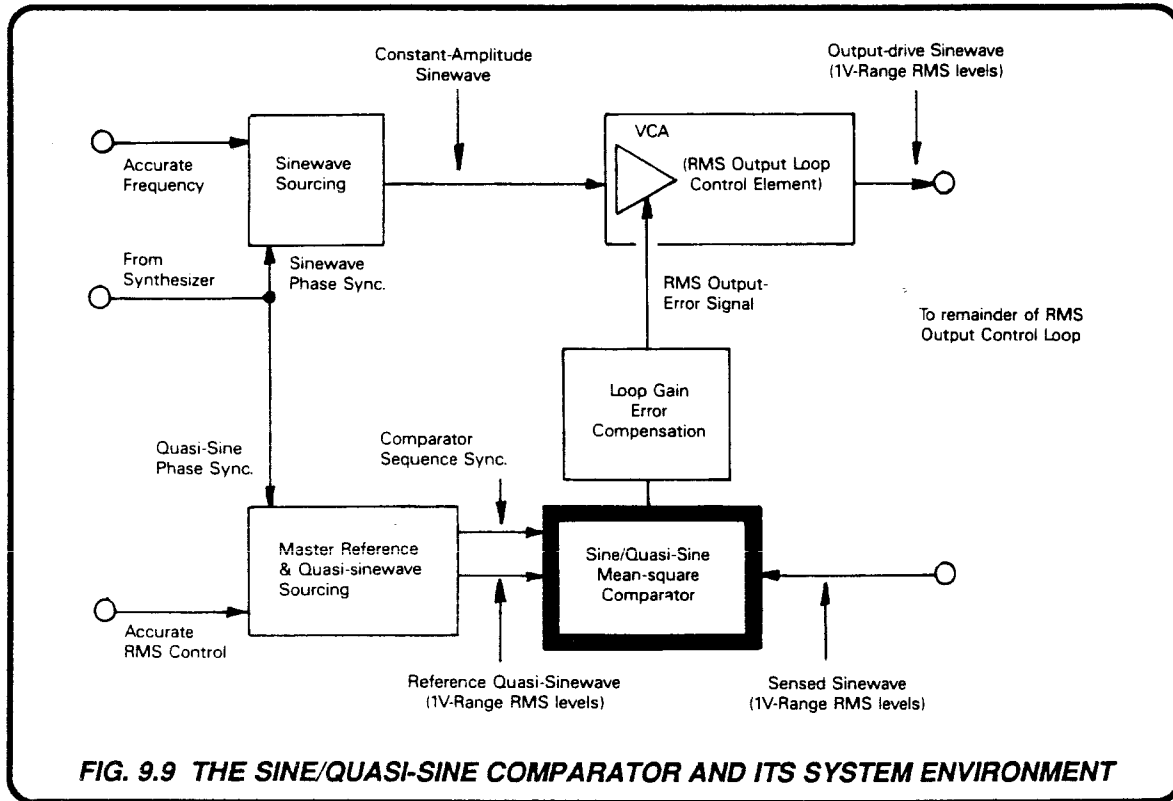 Constant-Amplitude
Sinewave
Output-drive Sinewave
(1V-Range RMS levels)
Accurate
Frequency
Sinewave
Sourcing
VCA
(RMS Output Loop
Control Element)
From
Synthesizer
Sinewave
Phase Sync.
RMS Output-
Error Signal
To remainder of RMS
Output Control Loop
Loop Gain
Error
Compensation
Quasi-Sine
Phase Sync.
Comparator
Sequence Sync.
Master Reference
& Quasi-sinewave
Sourcing
Sine/Quasi-Sine
Mean-square
Comparator
Accurate
RMS Control
Reference Quasi-Sinewave
(1V-Range RMS levels)
Sensed Sinewave
(1V-Range RMS levels)
FIG. 9.9 THE SINE/QUASI-SINE COMPARATOR AND ITS SYSTEM ENVIRONMENT